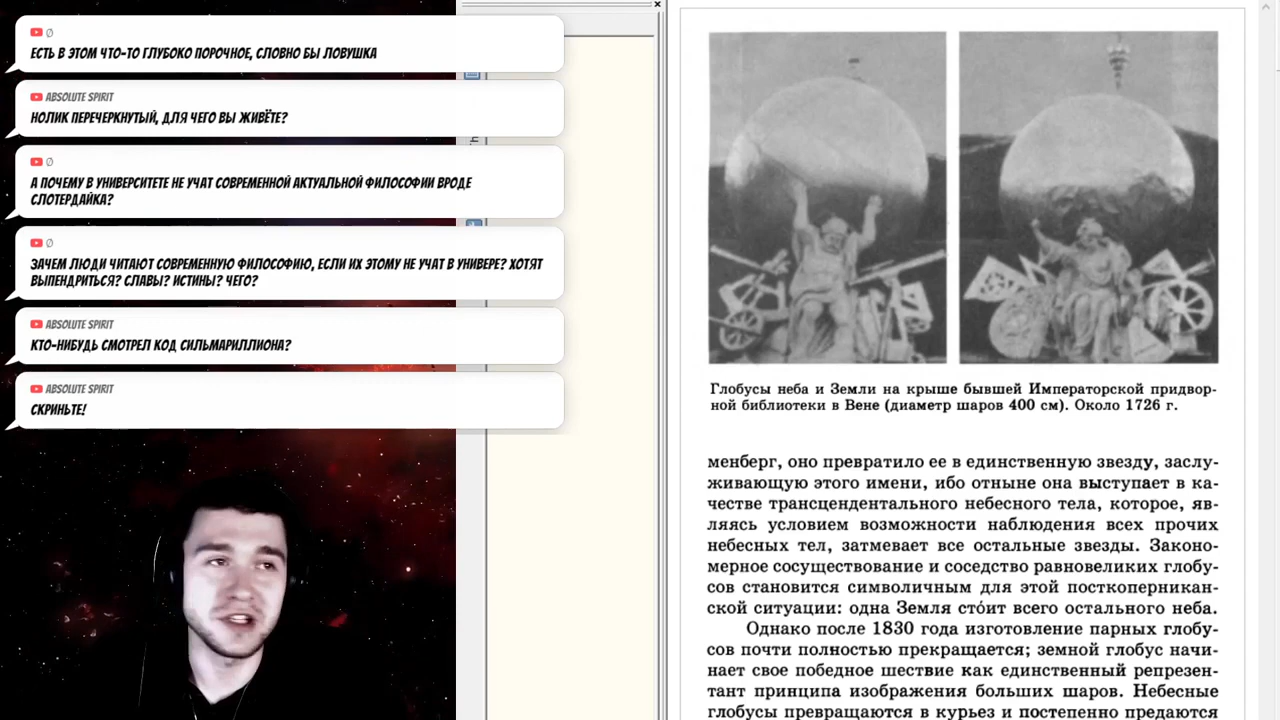 Ø
ЕСТЬ В ЭТОМ ЧТО-ТО ГЛУБОКО ПОРОЧНОЕ, СЛОВНО БЫ ЛОВУШКА
ABSOLUTE SPIRIT
НОЛИК ПЕРЕЧЕРКНУТЫЙ, ДЛЯ ЧЕГО ВЫ ЖИВЁТЕ?
Ø
А ПОЧЕМУ В УНИВЕРСИТЕТЕ НЕ УЧАТ СОВРЕМЕННОЙ АКТУАЛЬНОЙ ФИЛОСОФИИ ВРОДЕ
СЛОТЕРДАЙКА?
Ø
ЗАЧЕМ ЛЮДИ ЧИТАЮТ СОВРЕМЕННУЮ ФИЛОСОФИЮ, ЕСЛИ ИХ ЭТОМУ НЕ УЧАТ В УНИВЕРЕ? ХОТЯТ
ВЫПЕНДРИТЬСЯ? СЛАВЫ? ИСТИНЫ? ЧЕГО?
ABSOLUTE SPIRIT
КТО-НИБУДЬ СМОТРЕЛ КОД СИЛЬМАРИЛЛИОНА?
ABSOLUTE SPIRIT
СКРИНЬТЕ!
Глобусы неба и Земли на крыше бывшей Императорской придвор-
ной библиотеки в Вене (диаметр шаров 400 см). Около 1726 г.
менберг, оно превратило ее в единственную звезду, заслу-
живающую этого имени, ибо отныне она выступает в ка-
честве трансцендентального небесного тела, которое, яв-
ляясь условием возможности наблюдения всех прочих
небесных тел, затмевает все остальные звезды. Законо-
мерное сосуществование и соседство равновеликих глобу-
сов становится символичным для этой посткоперникан-
ской ситуации: одна Земля сто́ит всего остального неба.
Однако после 1830 года изготовление парных глобу-
сов почти полностью прекращается; земной глобус начи-
нает свое победное шествие как единственный репрезен-
тант принципа изображения больших шаров. Небесные
глобусы превращаются в курьез и постепенно предаются